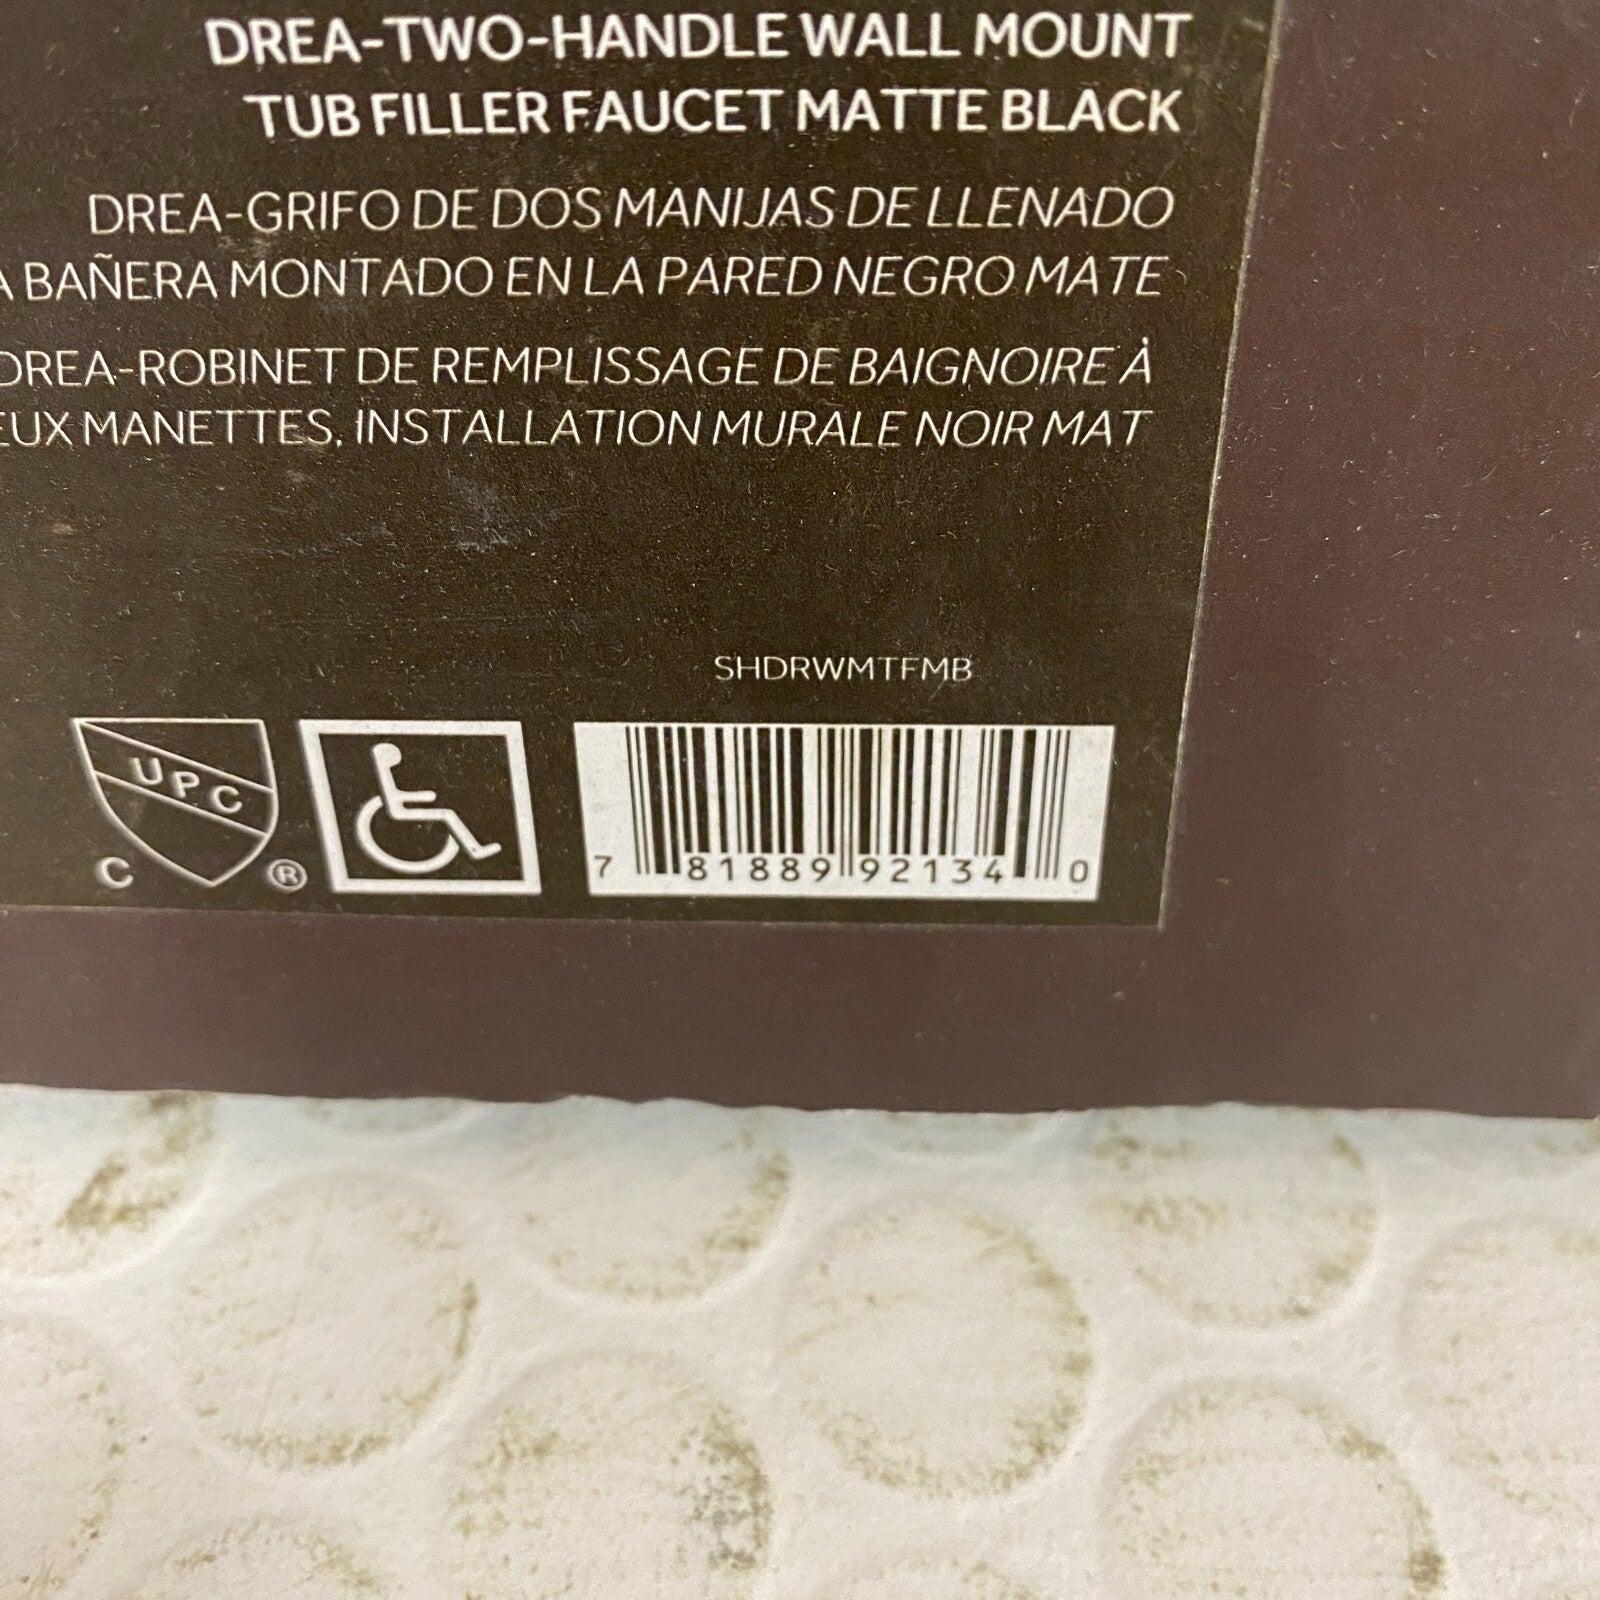 DREA-TWO-HANDLE WALL MOUNT
TUB FILLER FAUCET MATTE BLACK
DREA-GRIFO DE DOS MANIJAS DE LLENADO
A BAÑERA MONTADO EN LA PARED NEGRO MATE
DREA-ROBINET DE REMPLISSAGE DE BAIGNOIRE À
EUX MANETTES, INSTALLATION MURALE NOIR MAT
SHDRWMTFMB
UPC
C ®
7 81889 92134 0